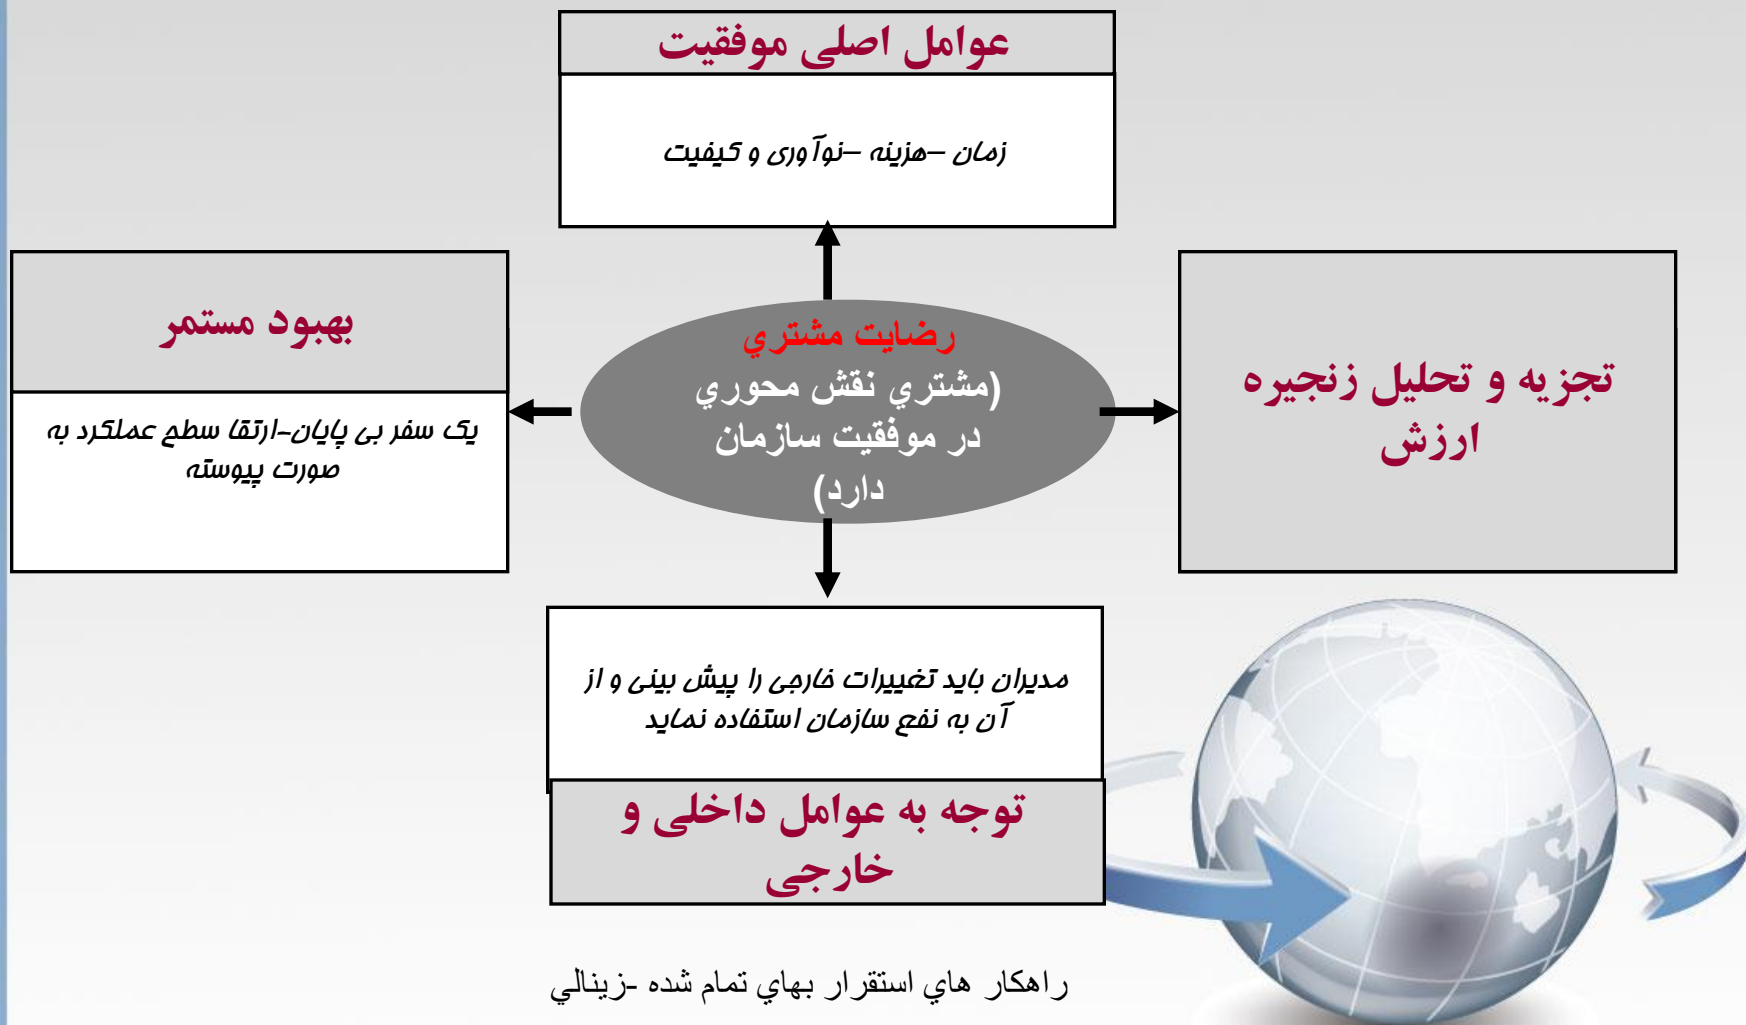 عوامل اصلی موفقیت
زمان –هزینه –نوآوری و کیفیت
بهبود مستمر
یک سفر بی پایان-ارتقا سطح عملکرد به
صورت پیوسته
رضايت مشتري
(مشتري نقش محوري
در موفقيت سازمان
دارد)
تجزیه و تحلیل زنجیره
ارزش
مدیران باید تغییرات خارجی را پیش بینی و از
آن به نفع سازمان استفاده نماید
توجه به عوامل داخلی و
خارجی
راهكار هاي استقرار بهاي تمام شده -زينالي